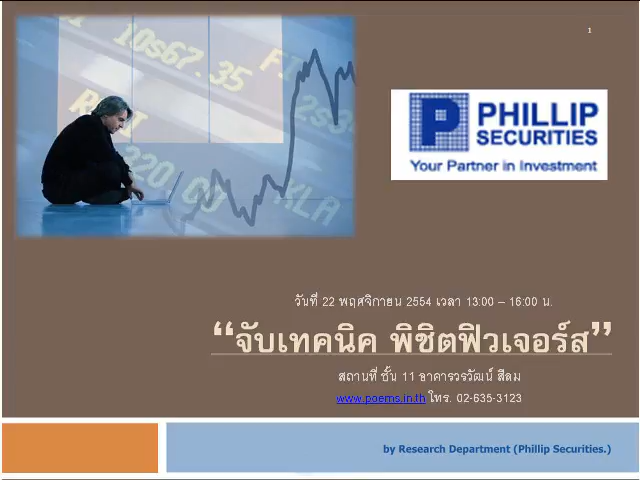 1
PHILLIP
SECURITIES
Your Partner in Investment
วันที่ 22 พฤศจิกายน 2554 เวลา 13:00 – 16:00 น.
“จับเทคนิค พิชิตฟิวเจอร์ส”
สถานที่ ชั้น 11 อาคารวรวัฒน์ สีลม
www.poems.in.th โทร. 02-635-3123
by Research Department (Phillip Securities.)